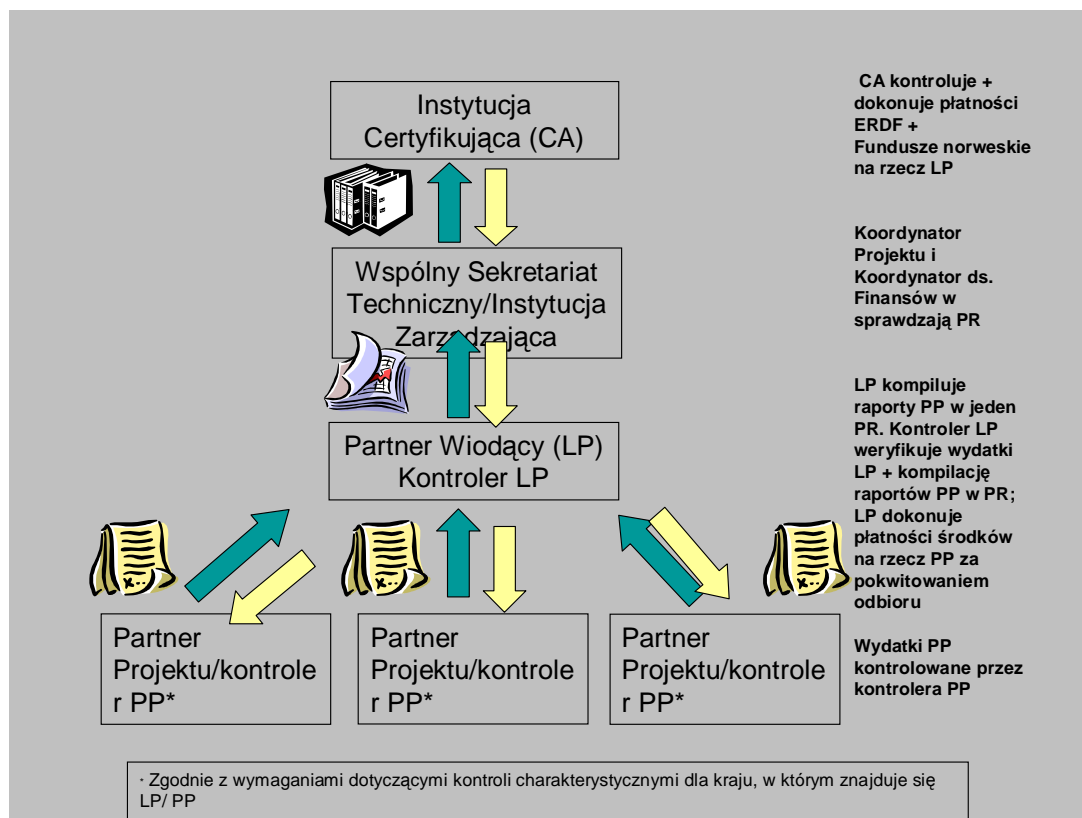 Instytucja
Certyfikująca (CA)
CA kontroluje +
dokonuje płatności
ERDF +
Fundusze norweskie
na rzecz LP
Wspólny Sekretariat
Techniczny/Instytucja
Zarządzająca
Koordynator
Projektu i
Koordynator ds.
Finansów w
sprawdzają PR
Partner Wiodący (LP)
Kontroler LP
LP kompiluje
raporty PP w jeden
PR. Kontroler LP
weryfikuje wydatki
LP + kompilację
raportów PP w PR;
LP dokonuje
płatności środków
na rzecz PP za
pokwitowaniem
odbioru
Partner
Projektu/kontrole
r PP*
Partner
Projektu/kontrole
r PP*
Partner
Projektu/kontrole
r PP*
Wydatki PP
kontrolowane przez
kontrolera PP
· Zgodnie z wymaganiami dotyczącymi kontroli charakterystycznymi dla kraju, w którym znajduje się
LP/ PP